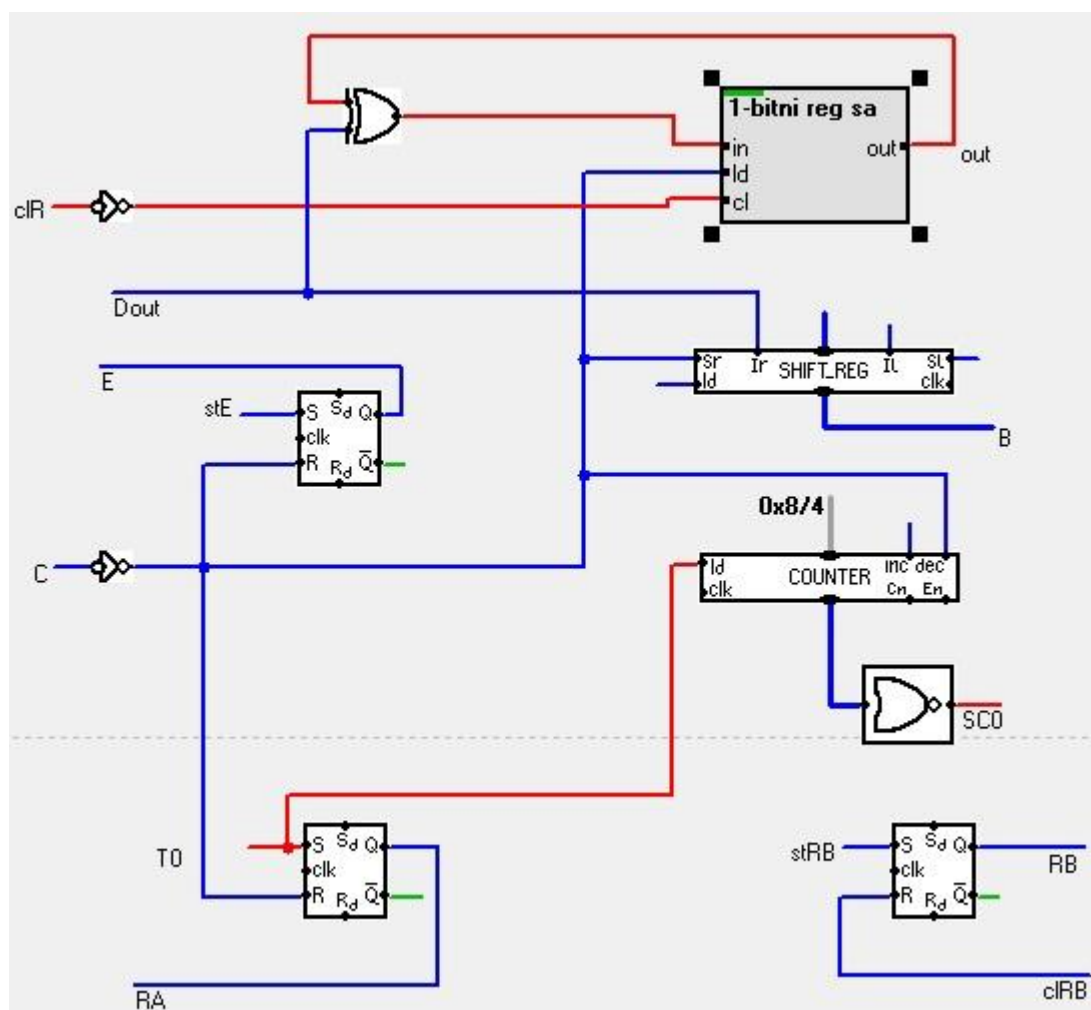 1-bitni reg sa
in
out
out
ld
cl
clR
Dout
sr
Ir
SHIFT_REG
Il
sl
ld
clk
B
E
stE
S
Sd
Q
clk
R
Rd
Q̅
0x8/4
C
ld
inc
dec
COUNTER
clk
Cn
En
SC0
T0
S
Sd
Q
clk
R
Rd
Q̅
stRB
S
Sd
Q
RB
clk
R
Rd
Q̅
RA
clRB